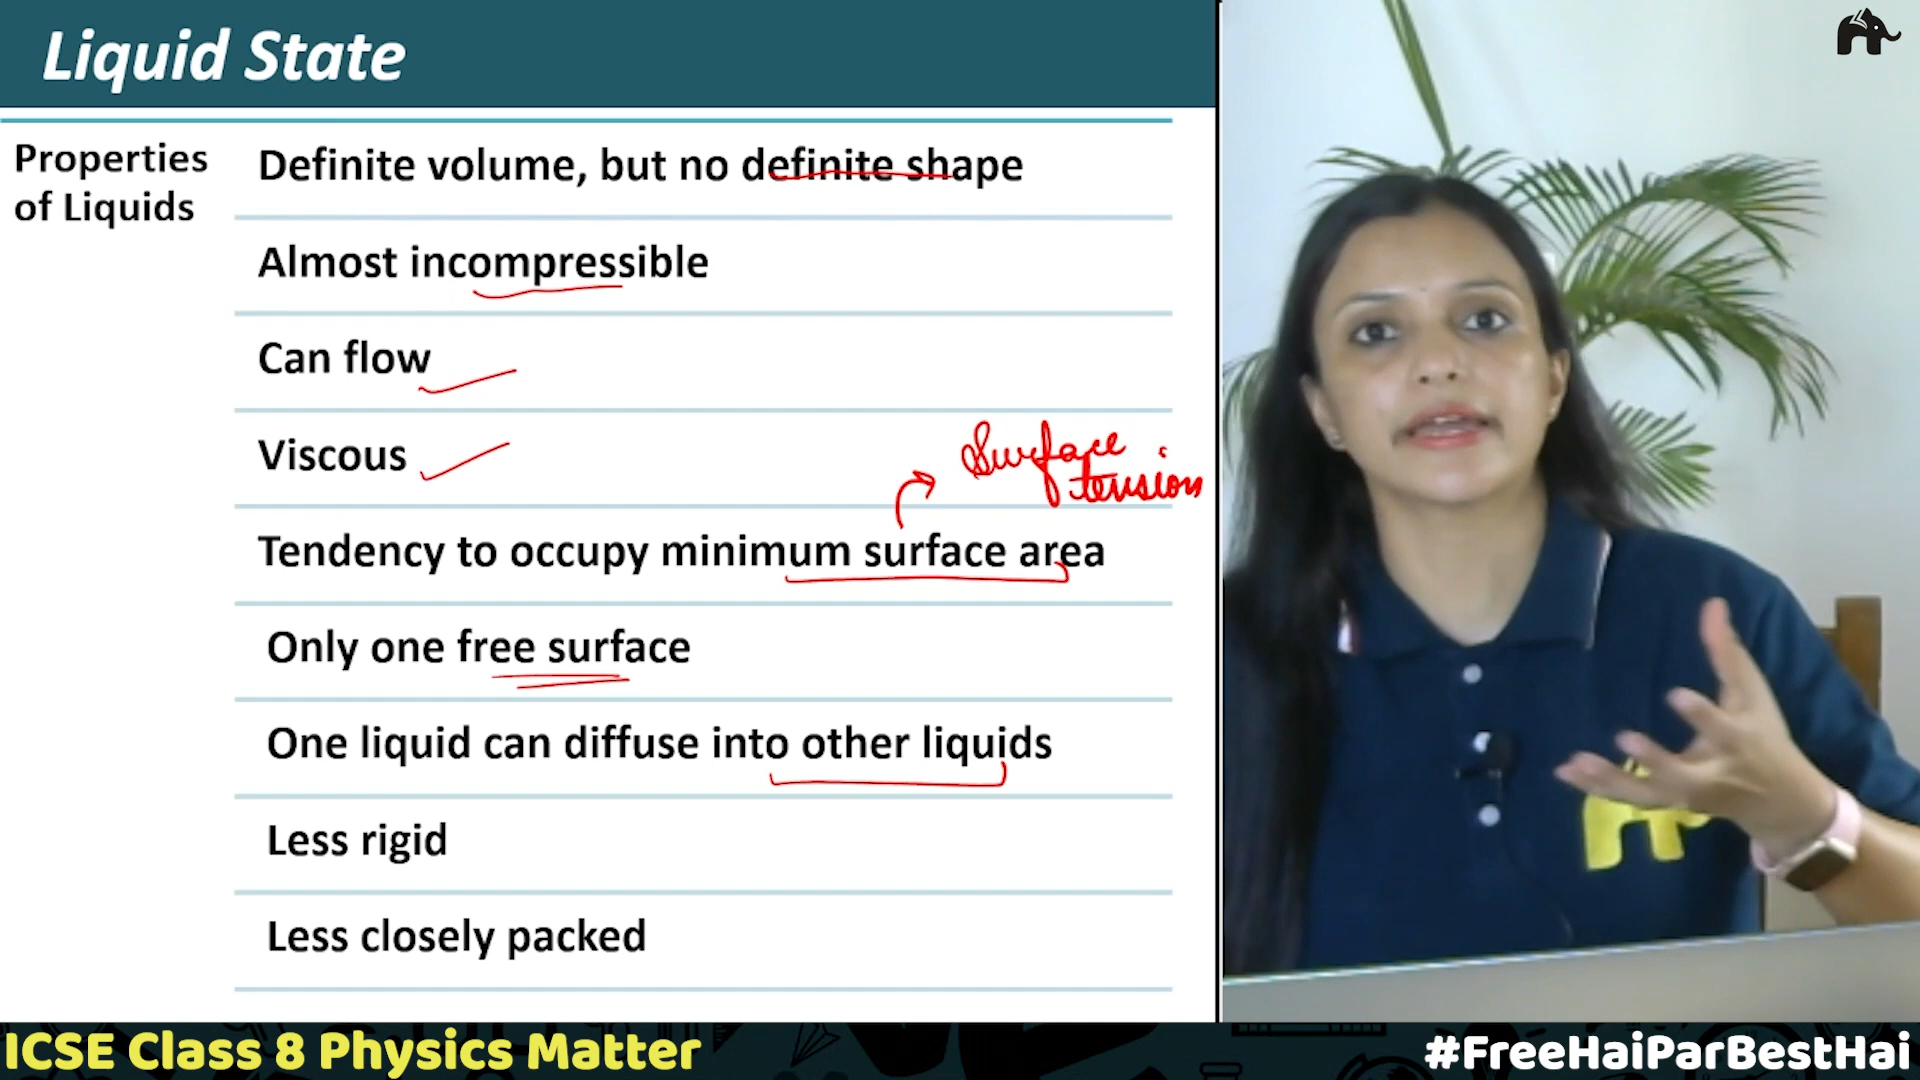 Liquid State
Properties
of Liquids
Definite volume, but no definite shape
Almost incompressible
Can flow
Viscous
Surface
tension
Tendency to occupy minimum surface area
Only one free surface
One liquid can diffuse into other liquids
Less rigid
Less closely packed
ICSE Class 8 Physics Matter
#FreeHaiParBestHai